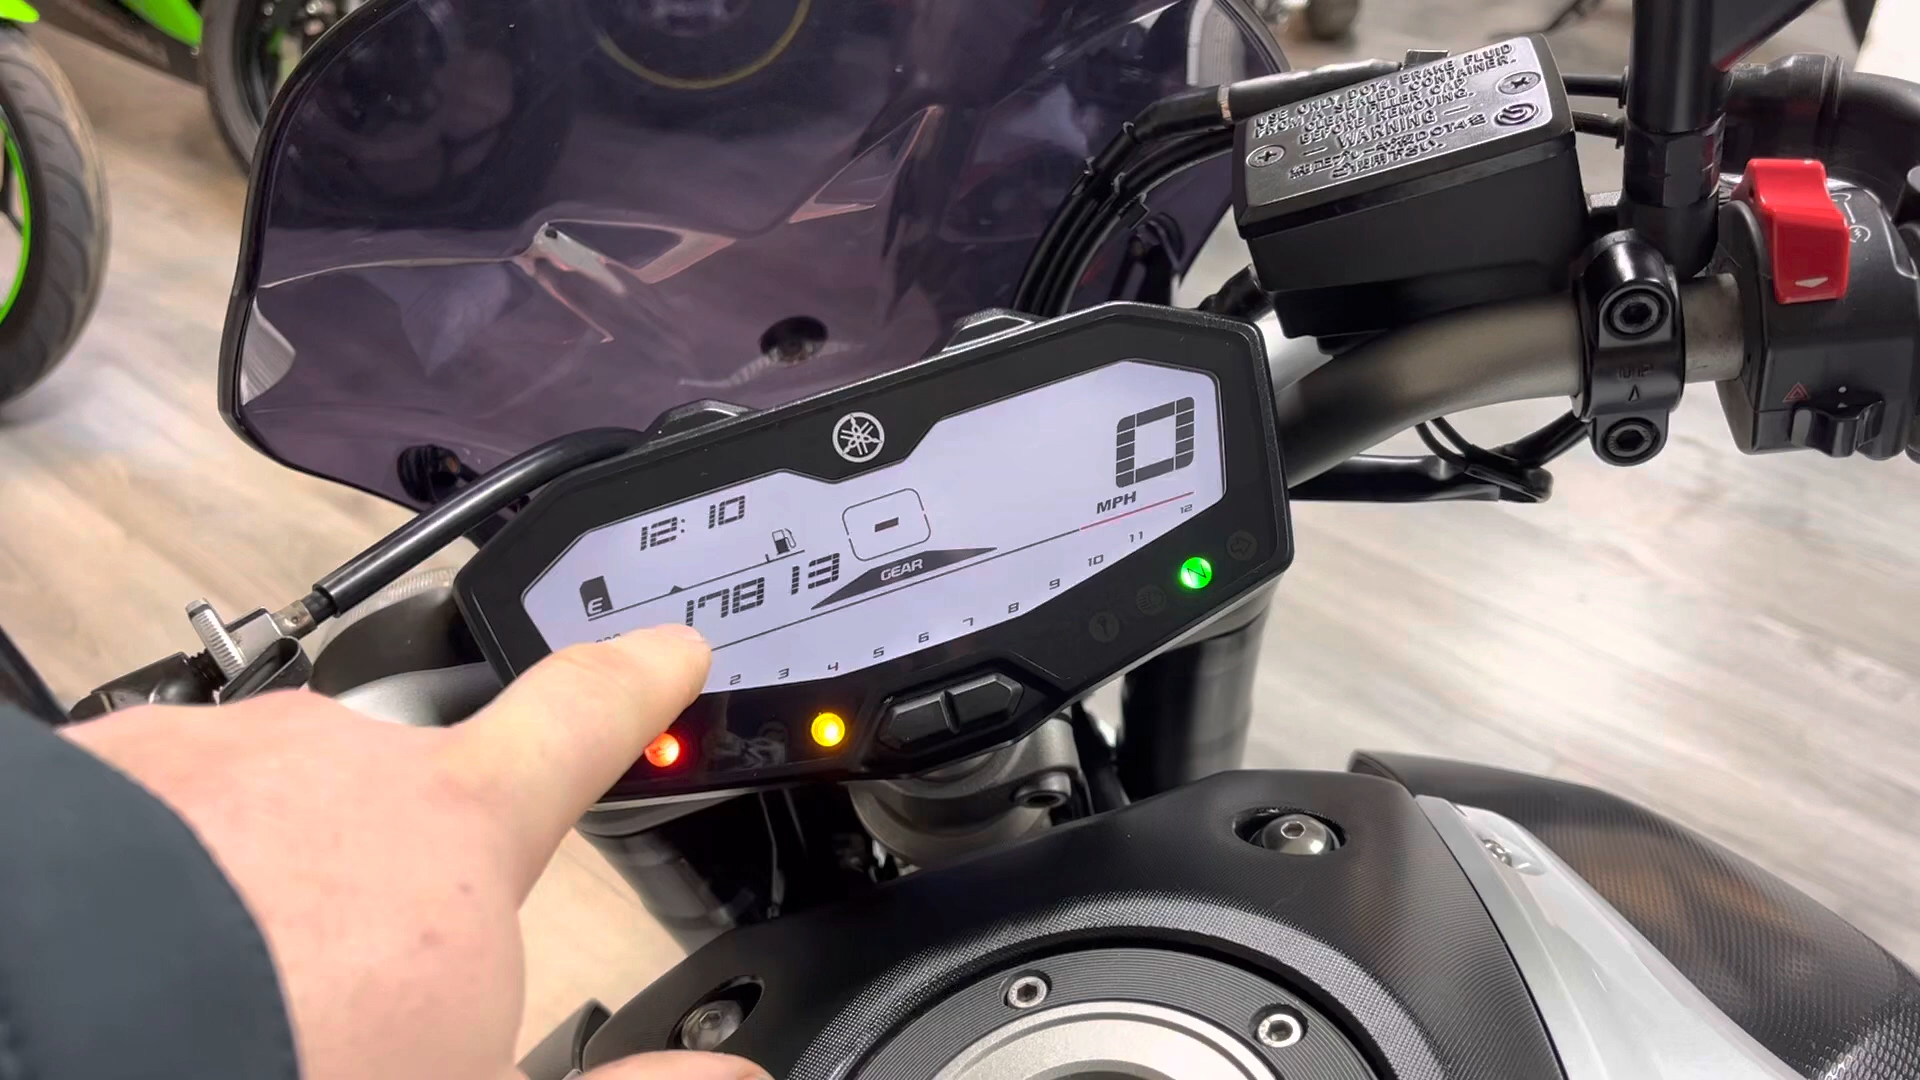 USE ONLY DOT4 BRAKE FLUID
FROM A SEALED CONTAINER.
CLEAN FILLER CAP
BEFORE REMOVING.
— WARNING —
12:10
0
MPH
-
GEAR
E
17813
2 3 4 5 6 7 8 9 10 11 12
N